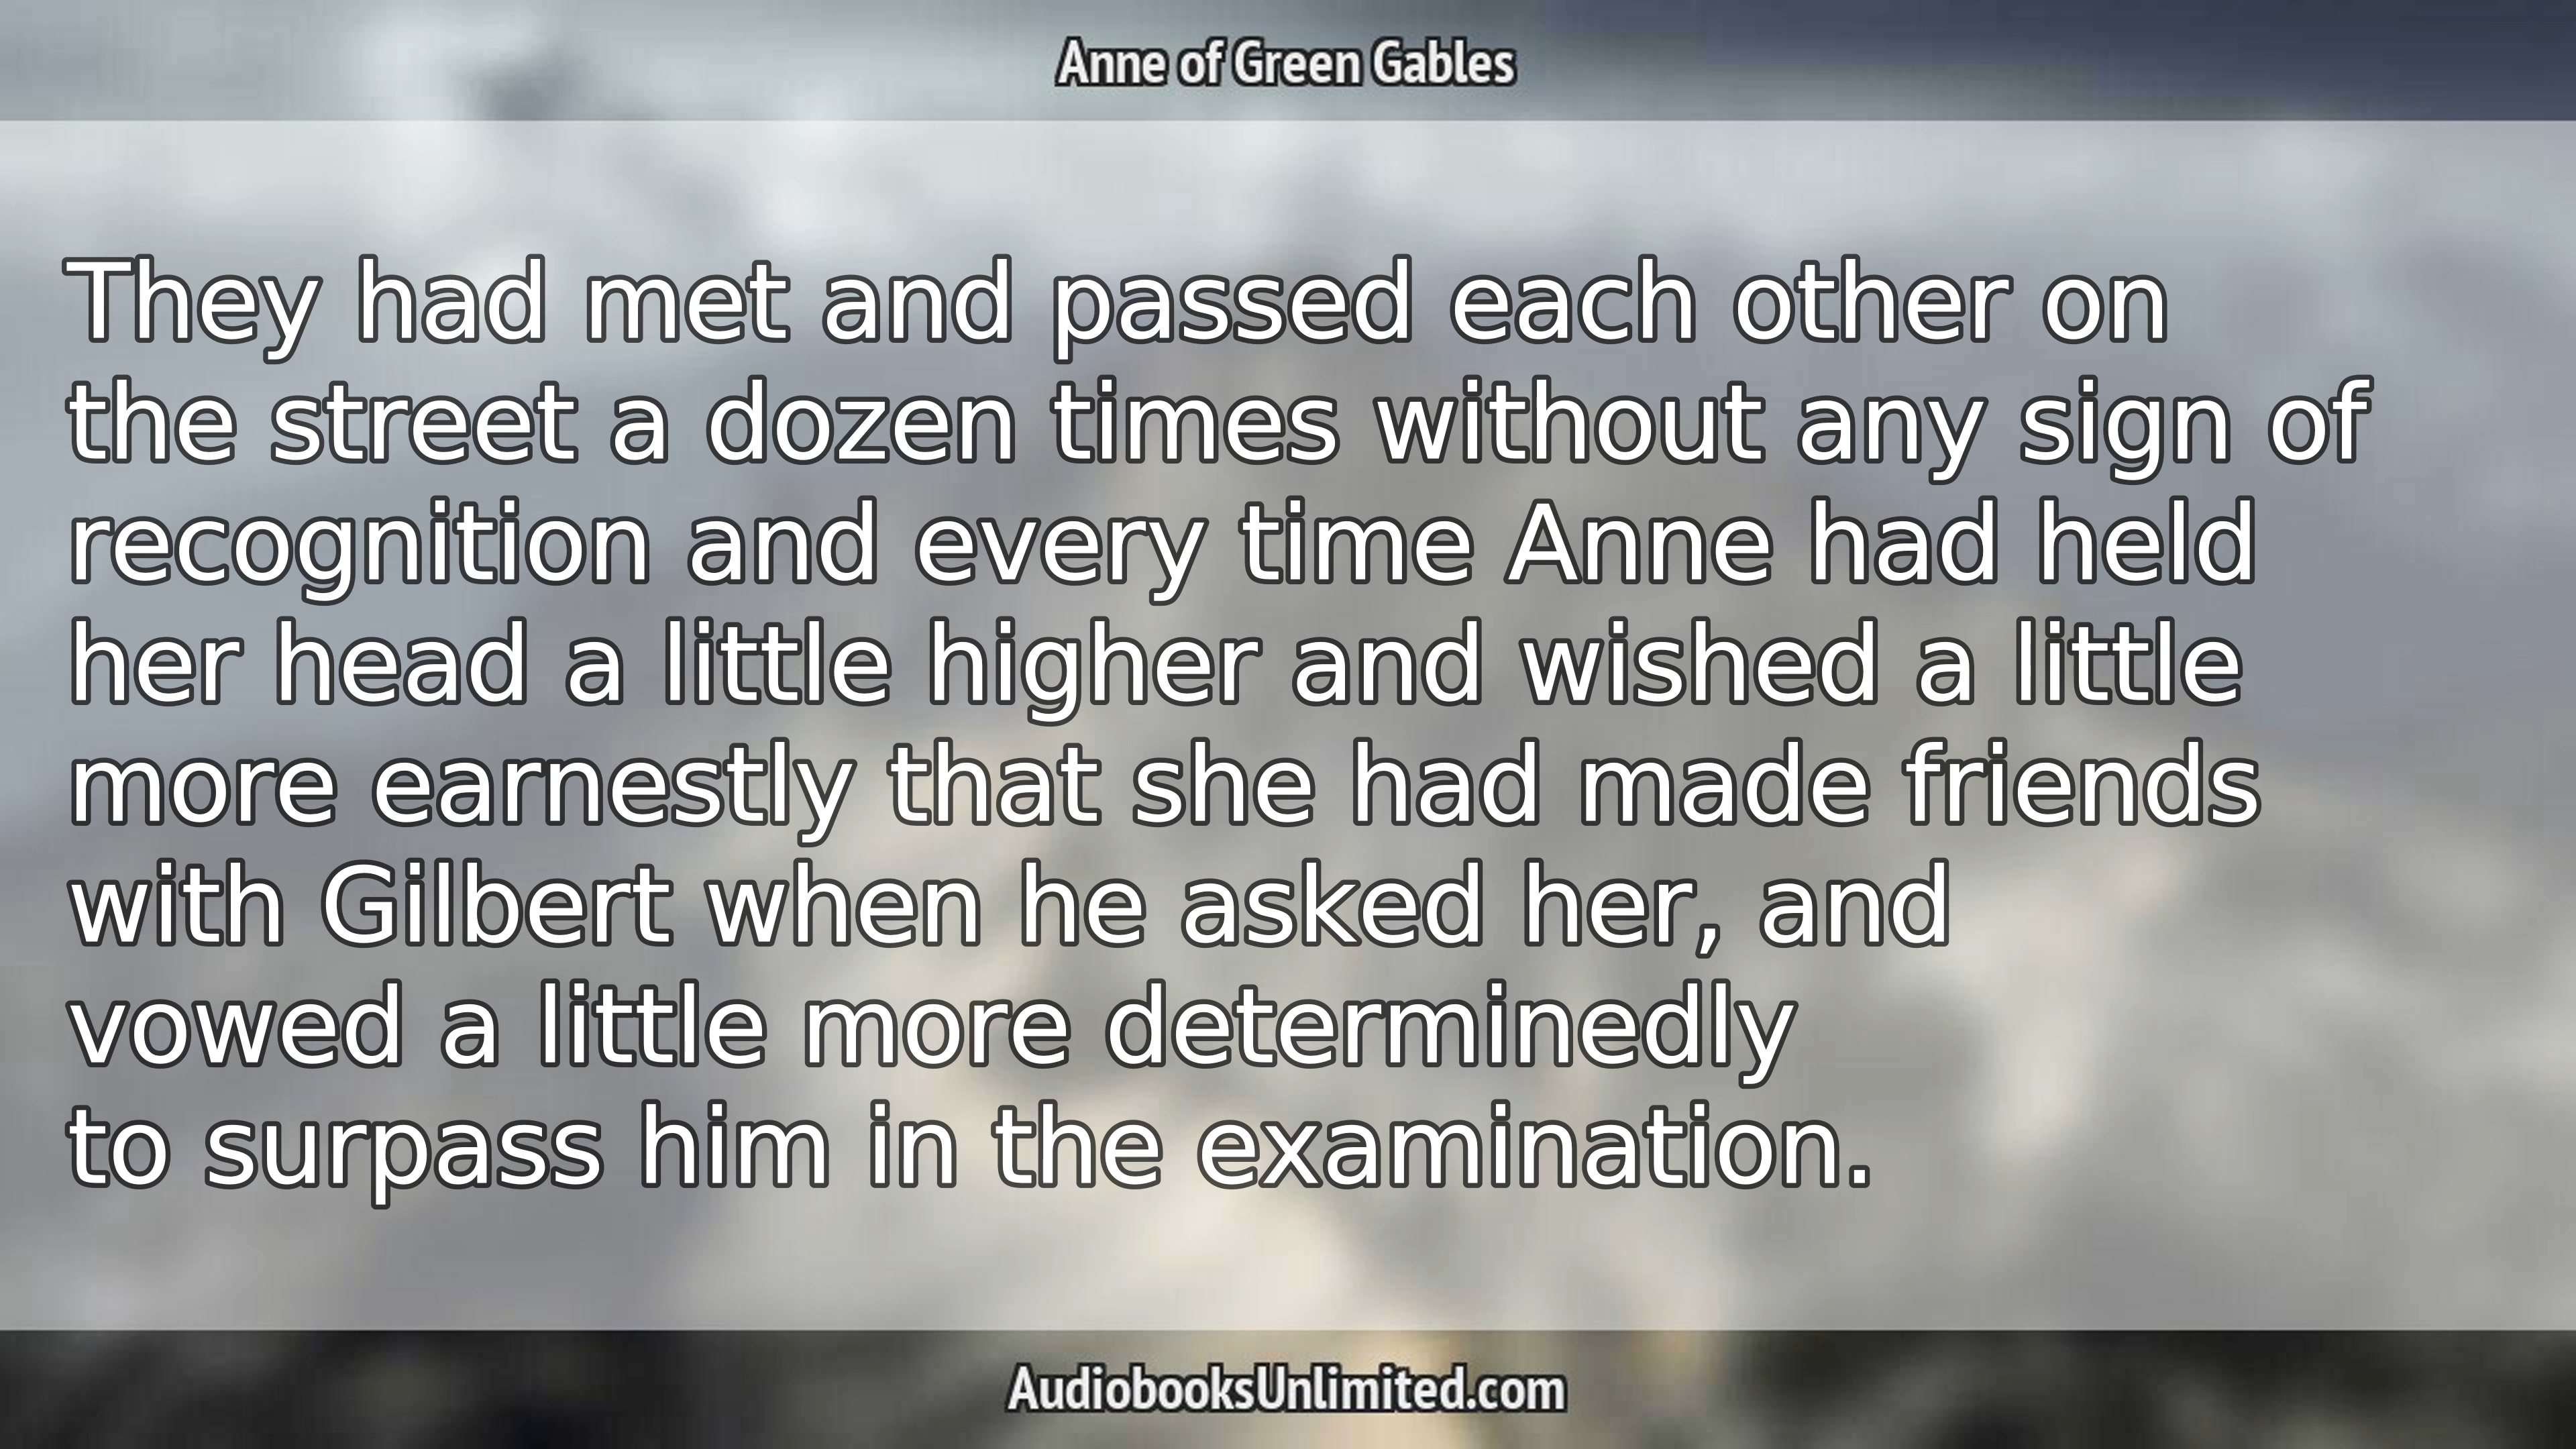 Anne of Green Gables
They had met and passed each other on
the street a dozen times without any sign of
recognition and every time Anne had held
her head a little higher and wished a little
more earnestly that she had made friends
with Gilbert when he asked her, and
vowed a little more determinedly
to surpass him in the examination.
AudiobooksUnlimited.com